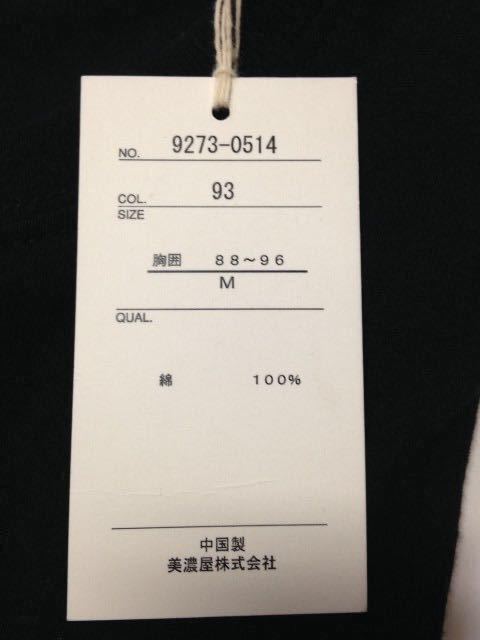 NO. 9273-0514
COL. 93
SIZE
胸囲 88～96
M
QUAL.
綿 100%
中国製
美濃屋株式会社